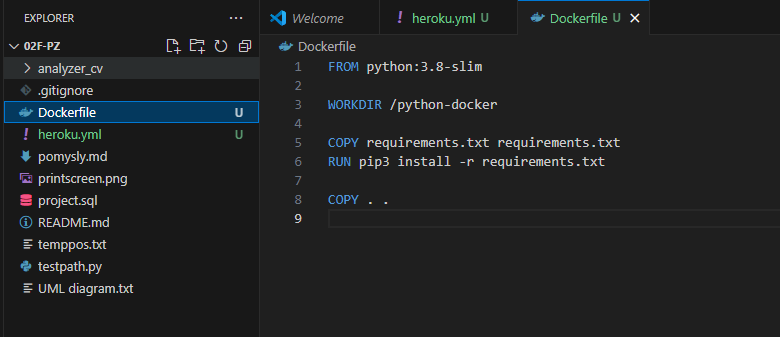 EXPLORER
Welcome
! heroku.yml U
Dockerfile U
02F-PZ
analyzer_cv
.gitignore
Dockerfile U
! heroku.yml U
pomysly.md
printscreen.png
project.sql
README.md
temppos.txt
testpath.py
UML diagram.txt
Dockerfile
1 FROM python:3.8-slim
2
3 WORKDIR /python-docker
4
5 COPY requirements.txt requirements.txt
6 RUN pip3 install -r requirements.txt
7
8 COPY . .
9